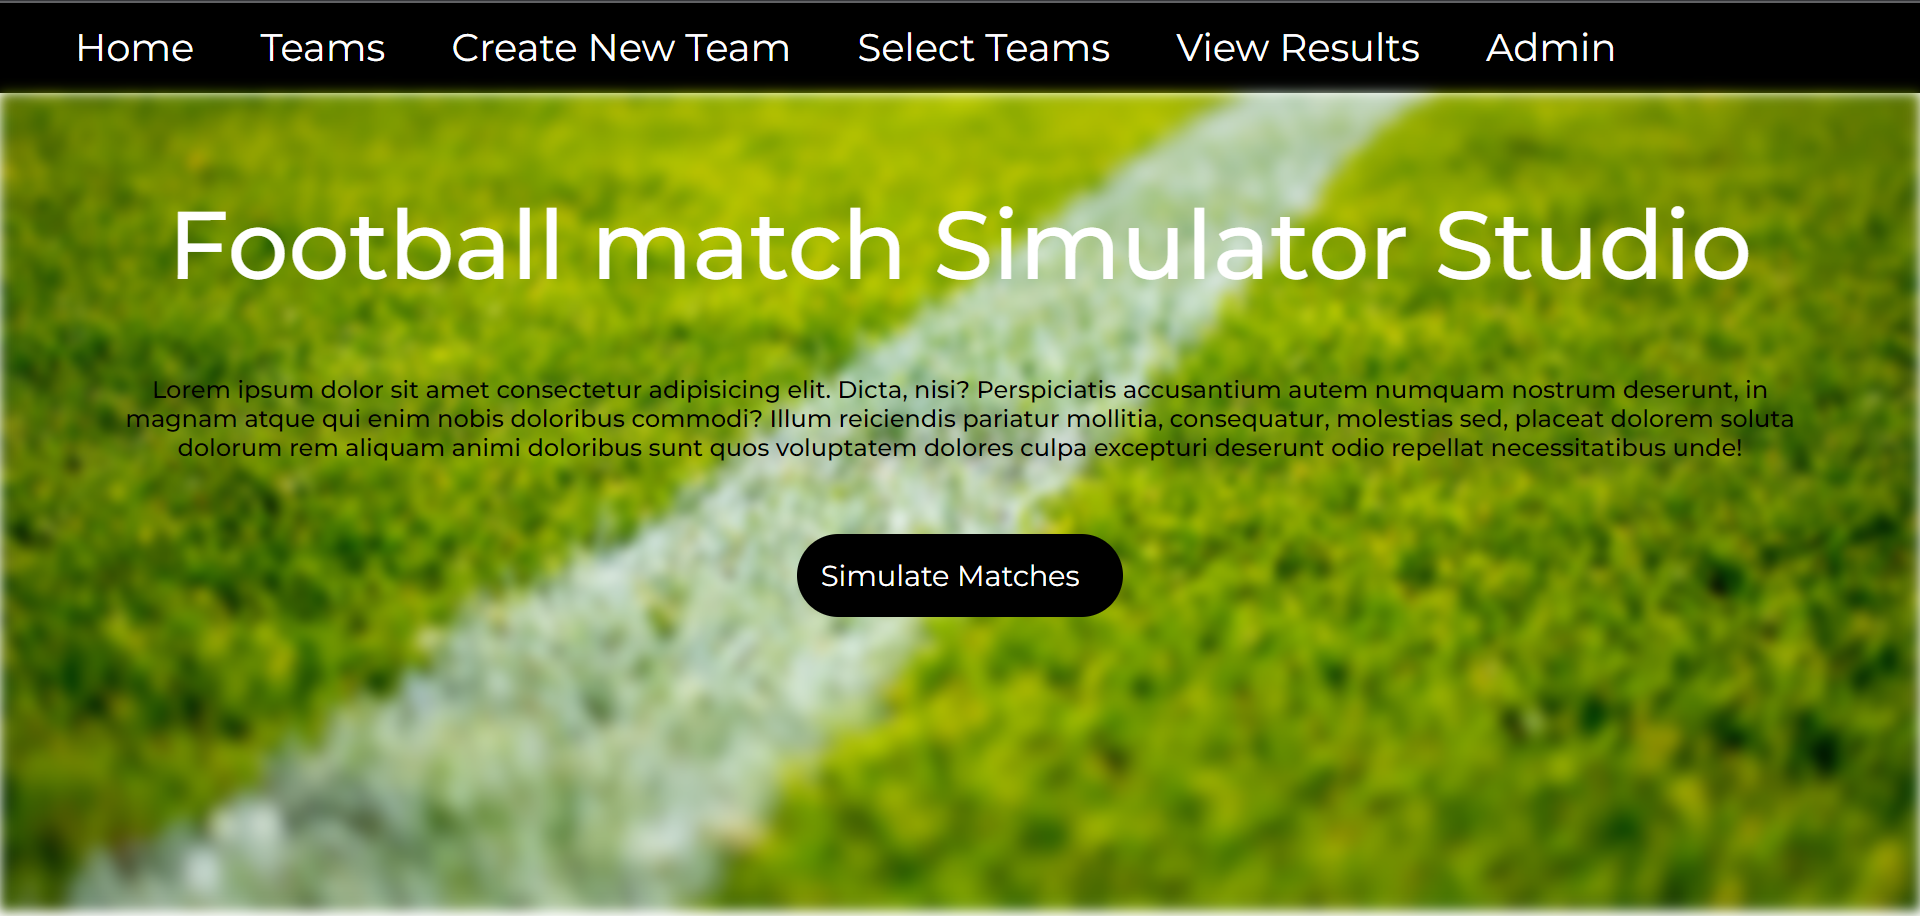 Home Teams Create New Team Select Teams View Results Admin
Football match Simulator Studio
Lorem ipsum dolor sit amet consectetur adipisicing elit. Dicta, nisi? Perspiciatis accusantium autem numquam nostrum deserunt, in
magnam atque qui enim nobis doloribus commodi? Illum reiciendis pariatur mollitia, consequatur, molestias sed, placeat dolorem soluta
dolorum rem aliquam animi doloribus sunt quos voluptatem dolores culpa excepturi deserunt odio repellat necessitatibus unde!
Simulate Matches